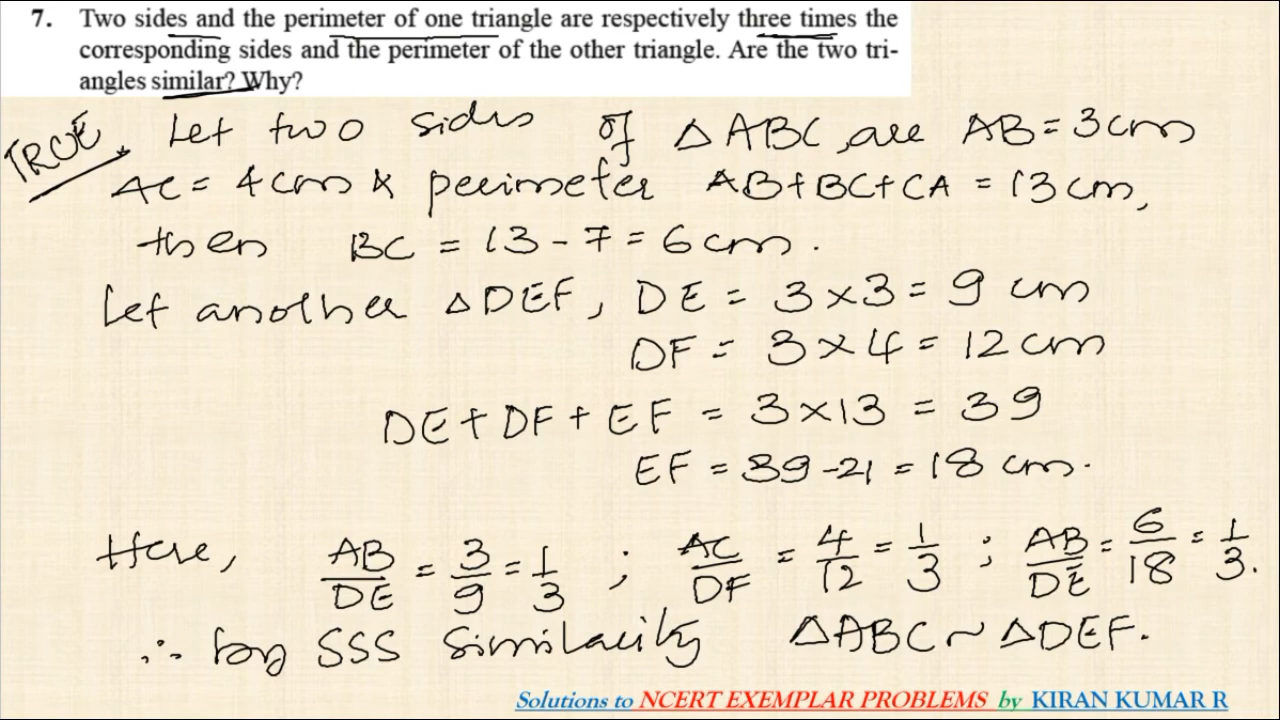 7. Two sides and the perimeter of one triangle are respectively three times the
corresponding sides and the perimeter of the other triangle. Are the two tri-
angles similar? Why?
TRUE. Let two sides of △ABC, are AB = 3cm
AC = 4cm & perimeter AB+BC+CA = 13cm,
then BC = 13 - 7 = 6cm.
Let another △DEF, DE = 3×3 = 9 cm
DF = 3×4 = 12cm
DE+DF+EF = 3×13 = 39
EF = 39-21 = 18 cm.
Here, AB/DE = 3/9 = 1/3 ; AC/DF = 4/12 = 1/3 ; AB/DE = 6/18 = 1/3.
∴ by SSS similarity △ABC ~ △DEF.
Solutions to NCERT EXEMPLAR PROBLEMS by KIRAN KUMAR R